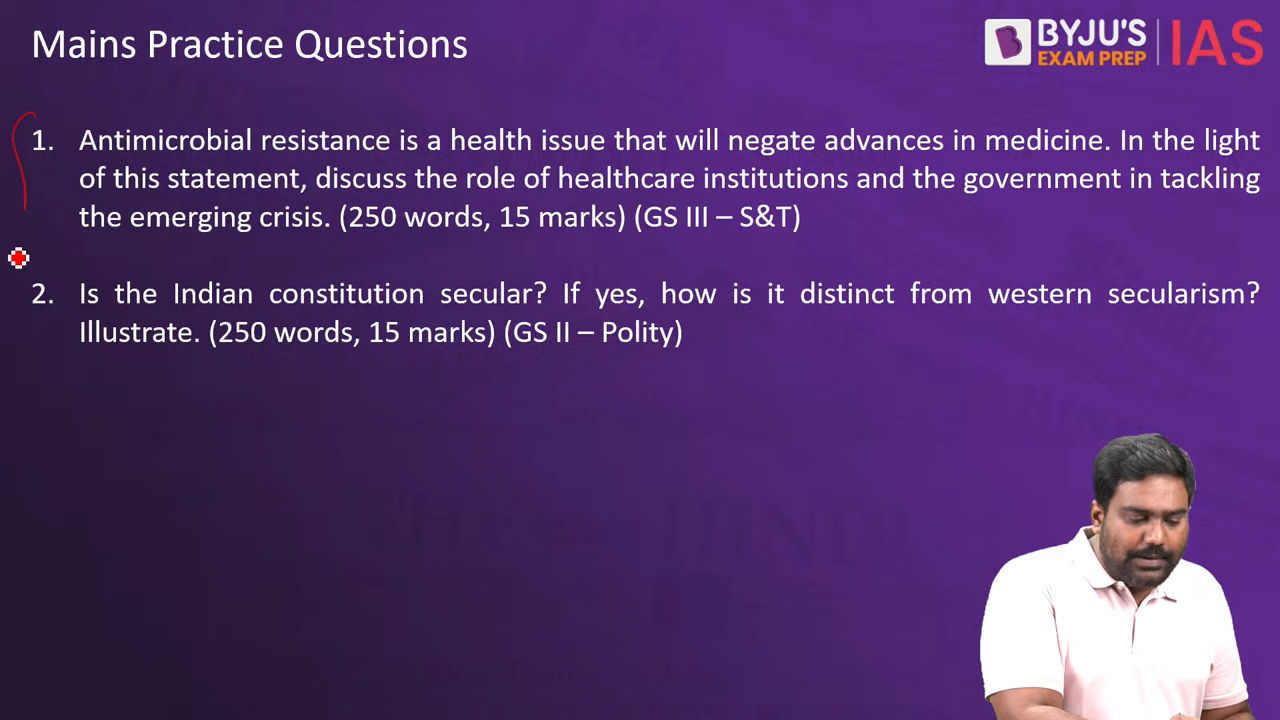 Mains Practice Questions
BYJU'S
EXAM PREP
IAS
1. Antimicrobial resistance is a health issue that will negate advances in medicine. In the light
of this statement, discuss the role of healthcare institutions and the government in tackling
the emerging crisis. (250 words, 15 marks) (GS III – S&T)
2. Is the Indian constitution secular? If yes, how is it distinct from western secularism?
Illustrate. (250 words, 15 marks) (GS II – Polity)